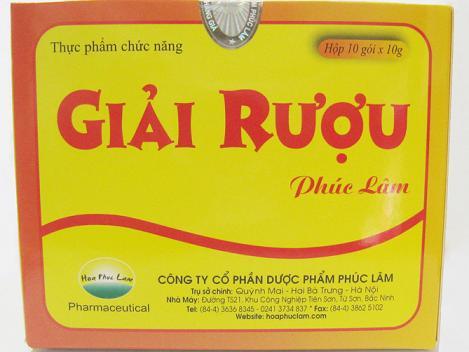 PHÚC LÂM
Thực phẩm chức năng
Hộp 10 gói x 10g
GIẢI RƯỢU
Phúc Lâm
Hoa Phuc Lam
Pharmaceutical
CÔNG TY CỔ PHẦN DƯỢC PHẨM PHÚC LÂM
Trụ sở chính: Quỳnh Mai - Hai Bà Trưng - Hà Nội
Nhà Máy: Đường TS21, Khu Công Nghiệp Tiên Sơn, Từ Sơn, Bắc Ninh
Tel: (84-4) 3636 8345 - 0241 3734 837 * Fax: (84-4) 3862 5102
Website: hoaphuclam.com